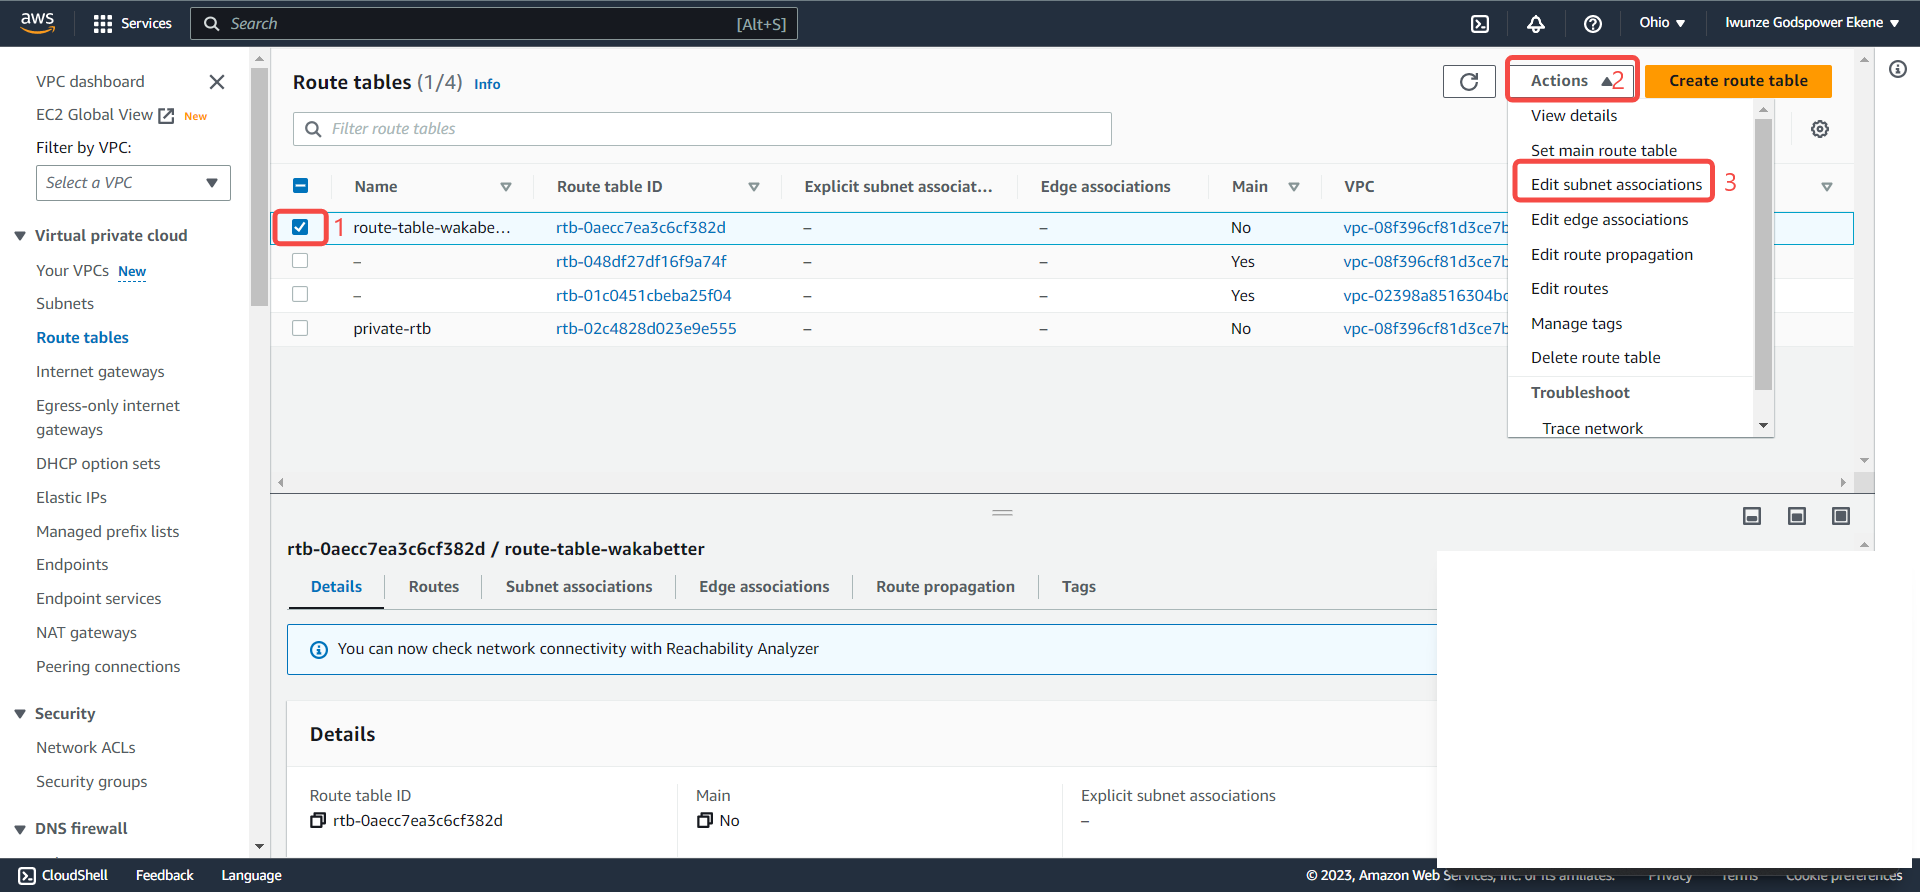 aws
Services
Search
[Alt+S]
Ohio
Iwunze Godspower Ekene
VPC dashboard
EC2 Global View New
Filter by VPC:
Select a VPC
Virtual private cloud
Your VPCs New
Subnets
Route tables
Internet gateways
Egress-only internet
gateways
DHCP option sets
Elastic IPs
Managed prefix lists
Endpoints
Endpoint services
NAT gateways
Peering connections
Security
Network ACLs
Security groups
DNS firewall
Route tables (1/4) Info
Actions 2
Create route table
Filter route tables
Name Route table ID Explicit subnet associat... Edge associations Main VPC
1 route-table-wakabe... rtb-0aecc7ea3c6cf382d – – No vpc-08f396cf81d3ce7b
– rtb-048df27df16f9a74f – – Yes vpc-08f396cf81d3ce7b
– rtb-01c0451cbeba25f04 – – Yes vpc-02398a8516304bc
private-rtb rtb-02c4828d023e9e555 – – No vpc-08f396cf81d3ce7b
View details
Set main route table
Edit subnet associations 3
Edit edge associations
Edit route propagation
Edit routes
Manage tags
Delete route table
Troubleshoot
Trace network
rtb-0aecc7ea3c6cf382d / route-table-wakabetter
Details Routes Subnet associations Edge associations Route propagation Tags
You can now check network connectivity with Reachability Analyzer
Details
Route table ID
rtb-0aecc7ea3c6cf382d
Main
No
Explicit subnet associations
–
CloudShell Feedback Language
© 2023, Amazon Web Services, Inc. or its affiliates. Privacy Terms Cookie preferences